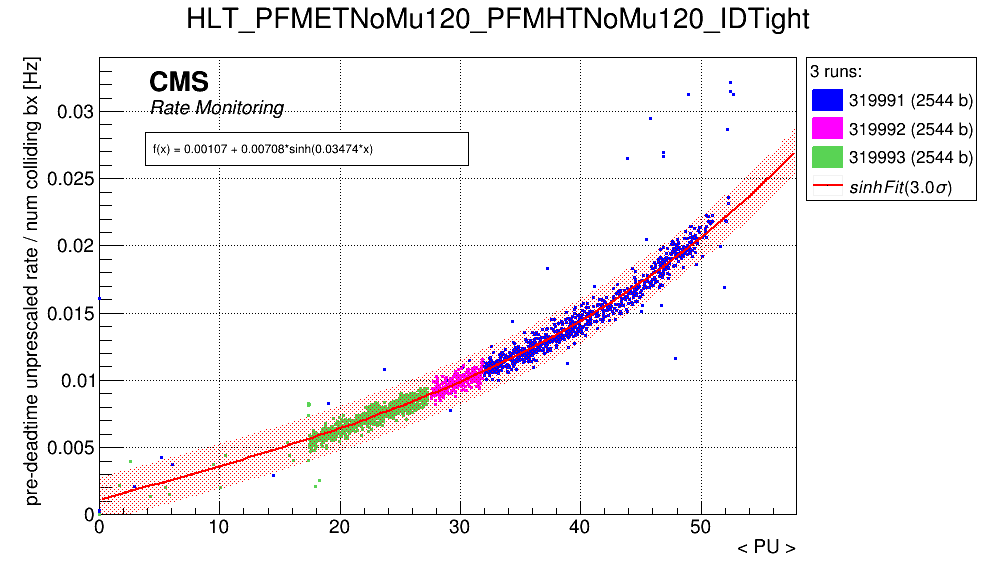 HLT_PFMETNoMu120_PFMHTNoMu120_IDTight
pre-deadtime unprescaled rate / num colliding bx [Hz]
CMS
Rate Monitoring
f(x) = 0.00107 + 0.00708*sinh(0.03474*x)
0.03
0.025
0.02
0.015
0.01
0.005
0
0 10 20 30 40 50
< PU >
3 runs:
319991 (2544 b)
319992 (2544 b)
319993 (2544 b)
sinhFit(3.0σ)